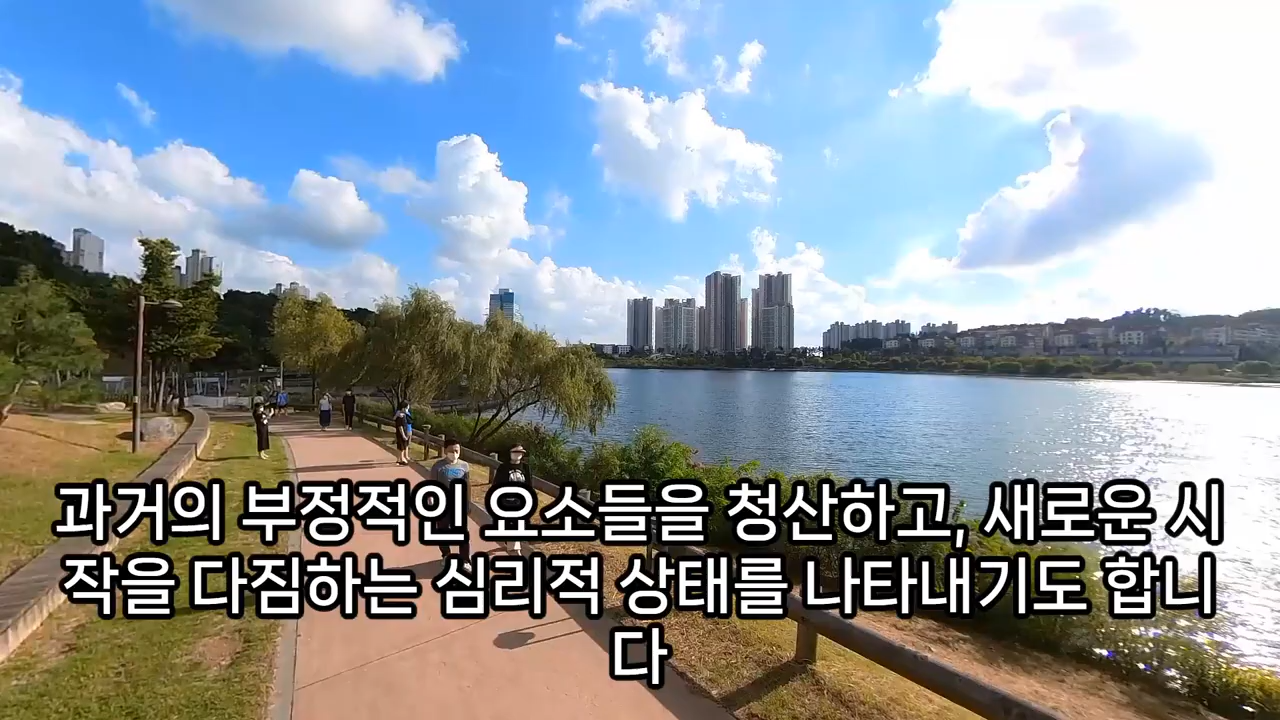 과거의 부정적인 요소들을 청산하고, 새로운 시
작을 다짐하는 심리적 상태를 나타내기도 합니
다